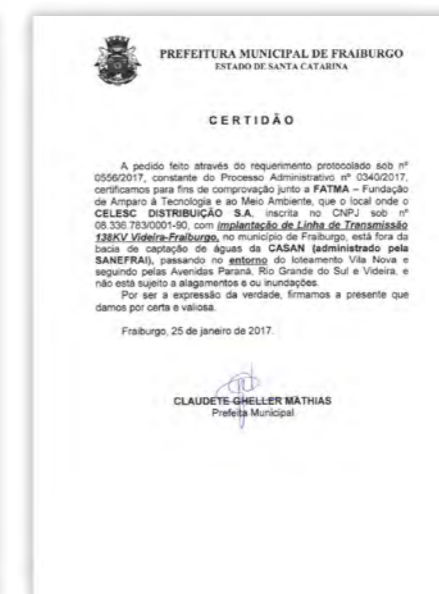 PREFEITURA MUNICIPAL DE FRAIBURGO
ESTADO DE SANTA CATARINA
CERTIDÃO
A pedido feito através do requerimento protocolado sob nº
0556/2017, constante do Processo Administrativo nº 0340/2017,
certificamos para fins de comprovação junto a FATMA – Fundação
de Amparo à Tecnologia e ao Meio Ambiente, que o local onde o
CELESC DISTRIBUIÇÃO S.A, inscrita no CNPJ sob nº
08.336.783/0001-90, com implantação de Linha de Transmissão
138KV Videira-Fraiburgo, no município de Fraiburgo, está fora da
bacia de captação de águas da CASAN (administrado pela
SANEFRAI), passando no entorno do loteamento Vila Nova e
seguindo pelas Avenidas Paraná, Rio Grande do Sul e Videira, e
não está sujeito a alagamentos e ou inundações.
Por ser a expressão da verdade, firmamos a presente que
damos por certa e valiosa.
Fraiburgo, 25 de janeiro de 2017.
CLAUDETE GHELLER MATHIAS
Prefeita Municipal